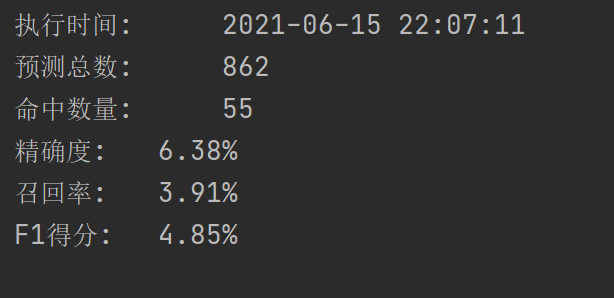 执行时间:      2021-06-15 22:07:11
预测总数:      862
命中数量:      55
精确度:   6.38%
召回率:   3.91%
F1得分:   4.85%